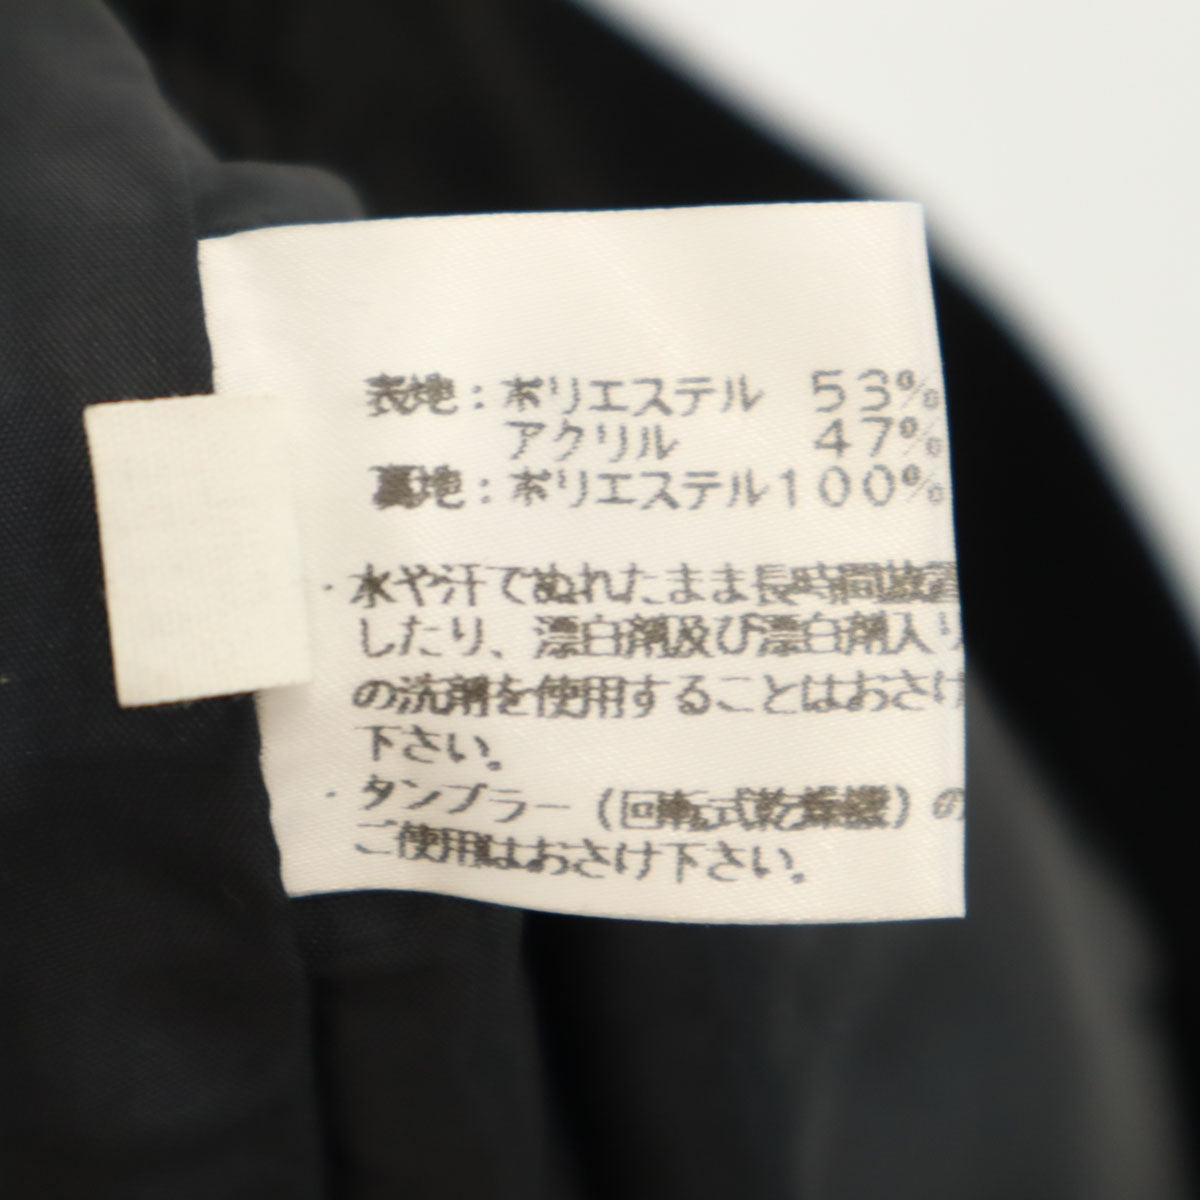 表地：ポリエステル 53%
アクリル 47%
裏地：ポリエステル100%
・水や汗でぬれたまま長時間放置
したり、漂白剤及び漂白剤入り
の洗剤を使用することはおさけ
下さい。
・タンブラー（回転式乾燥機）の
ご使用はおさけ下さい。